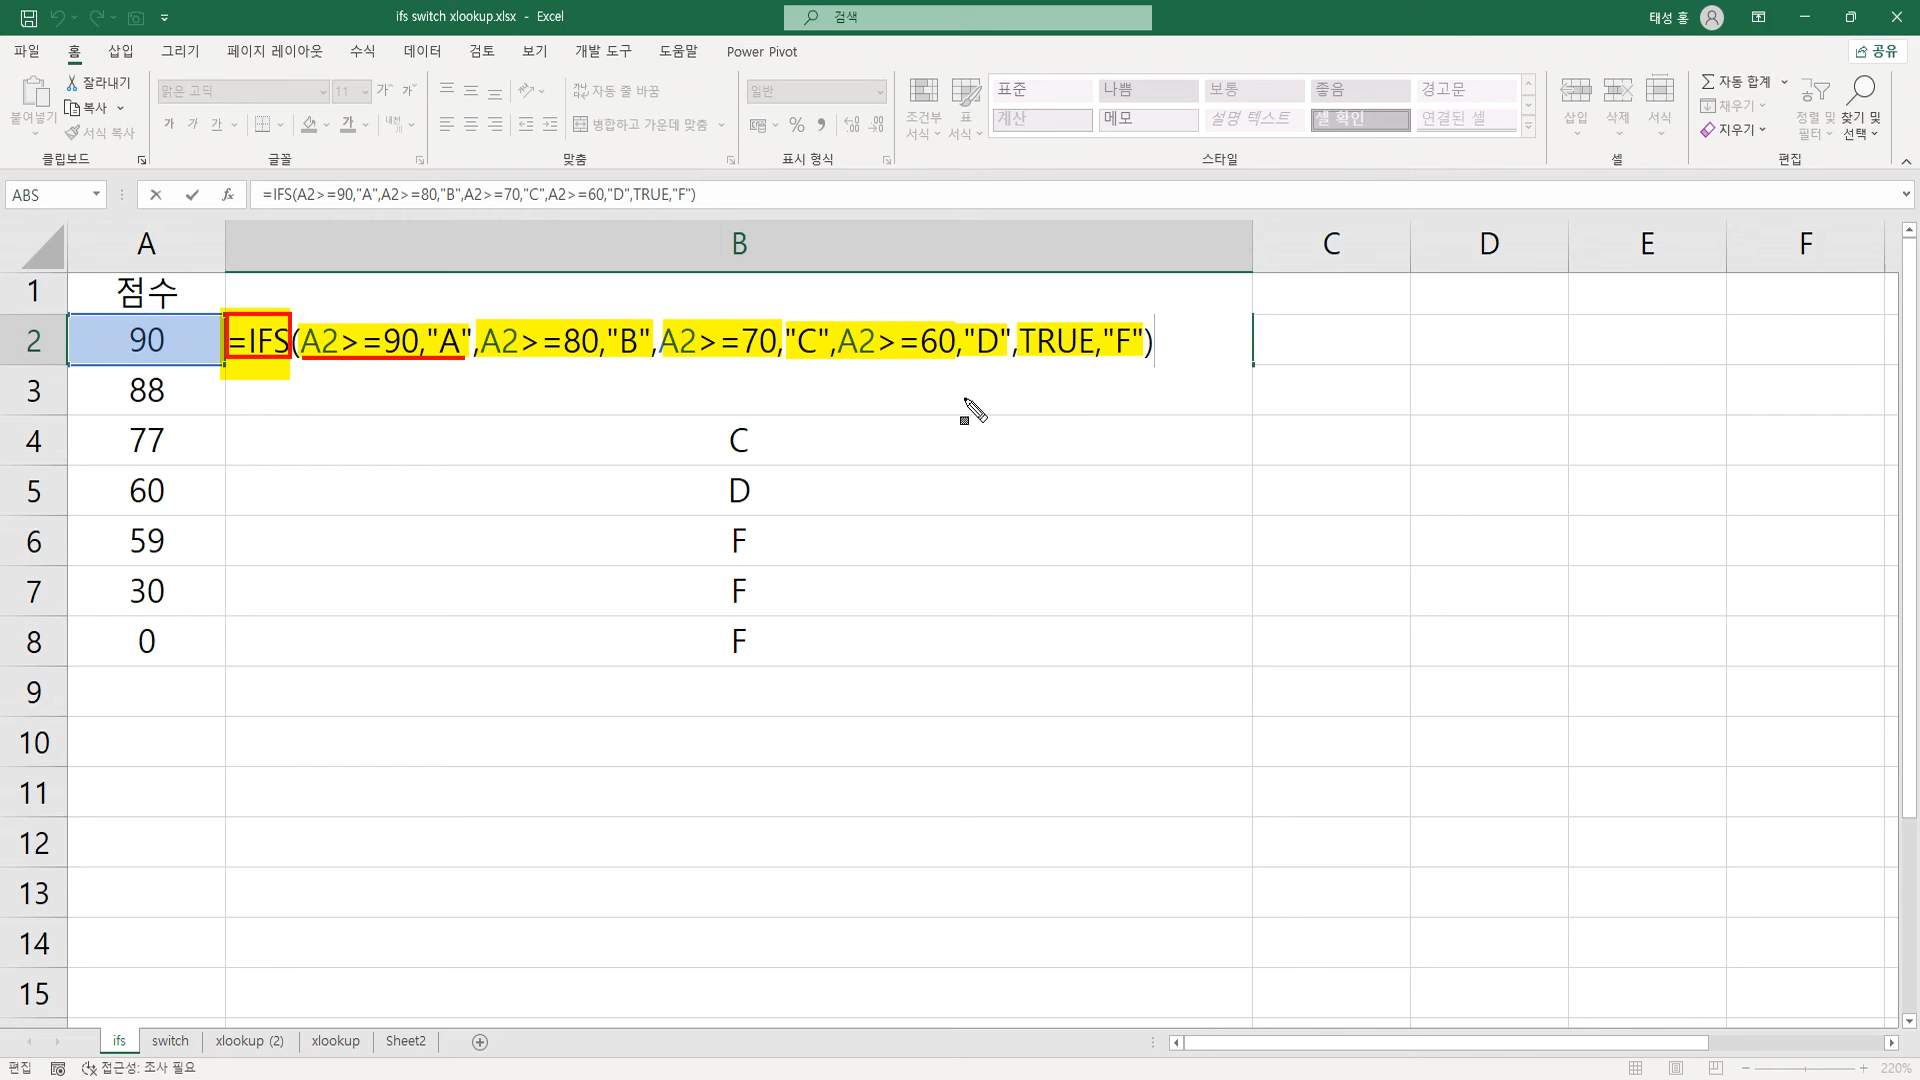 ifs switch xlookup.xlsx - Excel
검색
태성 홍
파일 홈 삽입 그리기 페이지 레이아웃 수식 데이터 검토 보기 개발 도구 도움말 Power Pivot
공유
붙여넣기
잘라내기
복사
서식 복사
클립보드
맑은 고딕 11 가 가
가 가 가 가
글꼴
자동 줄 바꿈
병합하고 가운데 맞춤
맞춤
일반
%
표시 형식
조건부 서식
표 서식
표준 나쁨 보통 좋음 경고문
계산 메모 설명 텍스트 셀 확인 연결된 셀
스타일
삽입 삭제 서식
셀
자동 합계
채우기
지우기
정렬 및 필터
찾기 및 선택
편집
ABS
fx
=IFS(A2>=90,"A",A2>=80,"B",A2>=70,"C",A2>=60,"D",TRUE,"F")
A B C D E F
1 점수
2 90 =IFS(A2>=90,"A",A2>=80,"B",A2>=70,"C",A2>=60,"D",TRUE,"F")
3 88
4 77 C
5 60 D
6 59 F
7 30 F
8 0 F
9
10
11
12
13
14
15
ifs switch xlookup (2) xlookup Sheet2
편집 접근성: 조사 필요
220%